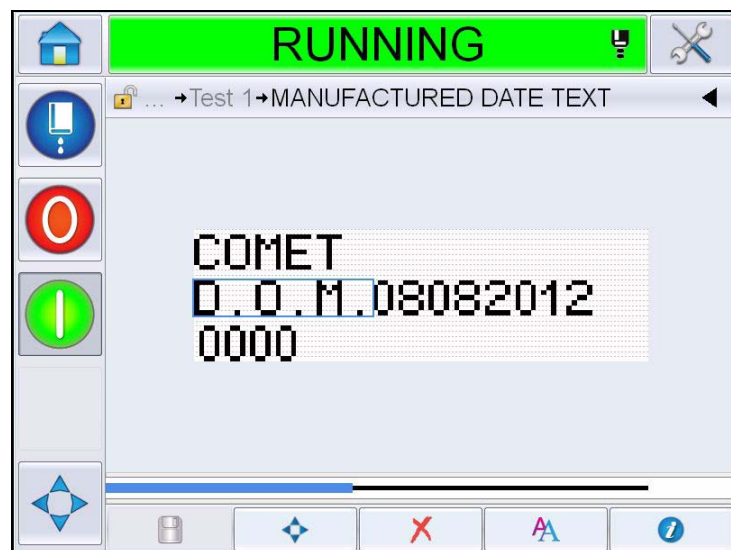 RUNNING
... →Test 1→MANUFACTURED DATE TEXT
COMET
D.O.M.08082012
0000